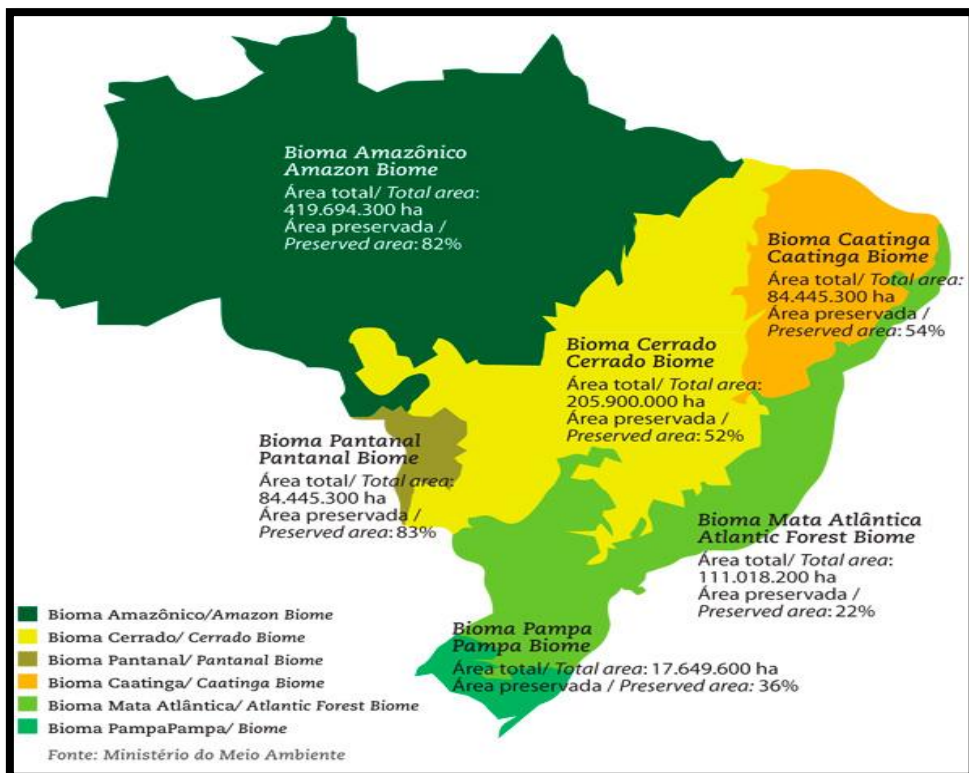 Bioma Amazônico
Amazon Biome
Área total/ Total area:
419.694.300 ha
Área preservada /
Preserved area: 82%
Bioma Caatinga
Caatinga Biome
Área total/ Total area:
84.445.300 ha
Área preservada /
Preserved area: 54%
Bioma Cerrado
Cerrado Biome
Área total/ Total area:
205.900.000 ha
Área preservada /
Preserved area: 52%
Bioma Pantanal
Pantanal Biome
Área total/ Total area:
84.445.300 ha
Área preservada /
Preserved area: 83%
Bioma Mata Atlântica
Atlantic Forest Biome
Área total/ Total area:
111.018.200 ha
Área preservada /
Preserved area: 22%
Bioma Pampa
Pampa Biome
Área total/ Total area: 17.649.600 ha
Área preservada / Preserved area: 36%
Bioma Amazônico/Amazon Biome
Bioma Cerrado/ Cerrado Biome
Bioma Pantanal/ Pantanal Biome
Bioma Caatinga/ Caatinga Biome
Bioma Mata Atlântica/ Atlantic Forest Biome
Bioma PampaPampa/ Biome
Fonte: Ministério do Meio Ambiente